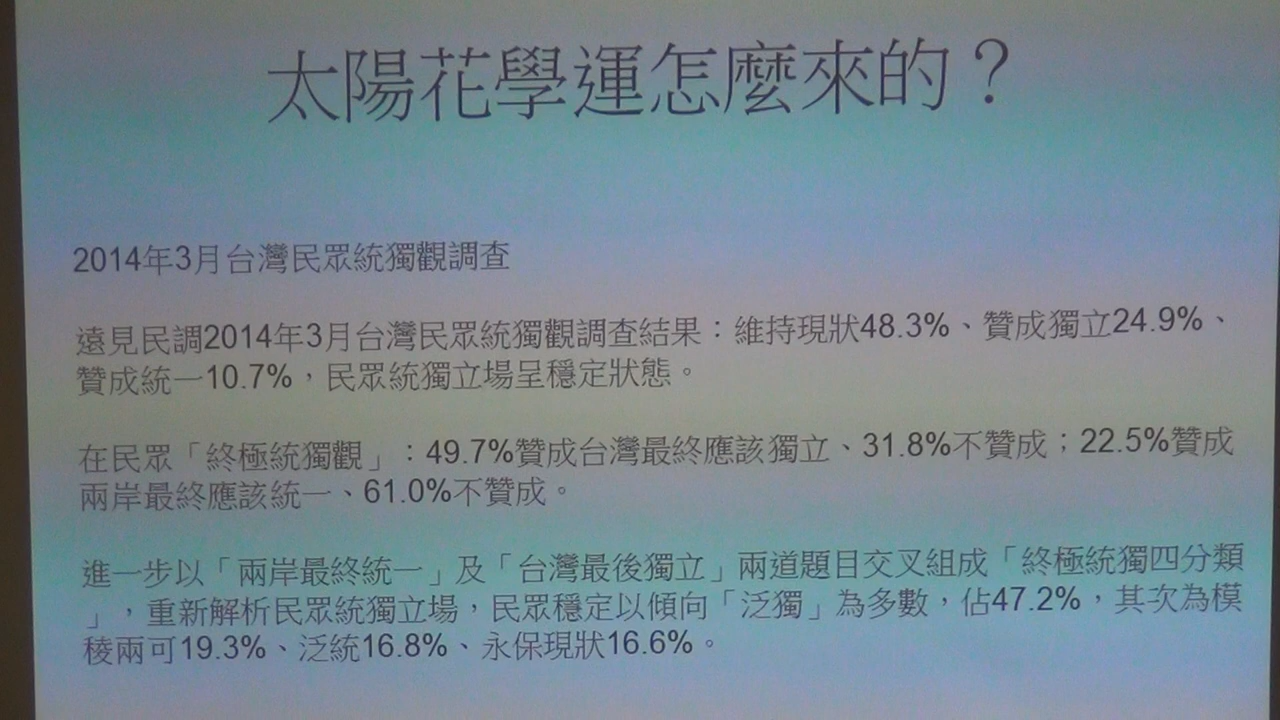 太陽花學運怎麼來的？
2014年3月台灣民眾統獨觀調查
遠見民調2014年3月台灣民眾統獨觀調查結果：維持現狀48.3%、贊成獨立24.9%、
贊成統一10.7%，民眾統獨立場呈穩定狀態。
在民眾「終極統獨觀」：49.7%贊成台灣最終應該獨立、31.8%不贊成；22.5%贊成
兩岸最終應該統一、61.0%不贊成。
進一步以「兩岸最終統一」及「台灣最後獨立」兩道題目交叉組成「終極統獨四分類
」，重新解析民眾統獨立場，民眾穩定以傾向「泛獨」為多數，佔47.2%，其次為模
稜兩可19.3%、泛統16.8%、永保現狀16.6%。